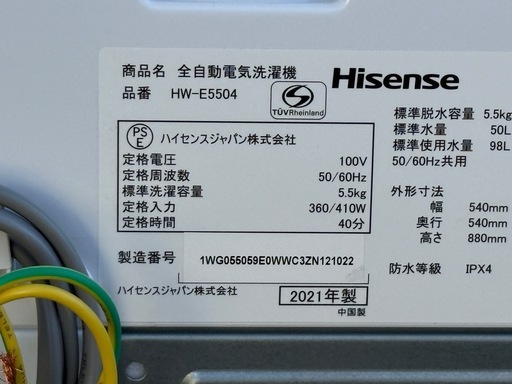 商品名 全自動電気洗濯機
品番 HW-E5504
Hisense
S
TÜVRheinland
PS
E
ハイセンスジャパン株式会社
定格電圧 100V
定格周波数 50/60Hz
標準洗濯容量 5.5kg
定格入力 360/410W
定格時間 40分
製造番号 1WG055059E0WWC3ZN121022
ハイセンスジャパン株式会社 2021年製
中国製
標準脱水容量 5.5kg
標準水量 50L
標準使用水量 98L
50/60Hz共用
外形寸法
幅 540mm
奥行 540mm
高さ 880mm
防水等級 IPX4